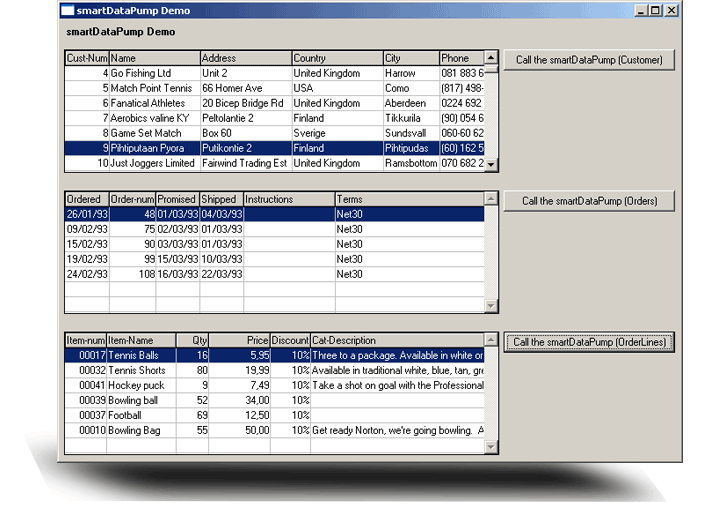 smartDataPump Demo
smartDataPump Demo
Cust-Num Name Address Country City Phone
4 Go Fishing Ltd Unit 2 United Kingdom Harrow 081 883 6
5 Match Point Tennis 66 Homer Ave USA Como (817) 498-
6 Fanatical Athletes 20 Bicep Bridge Rd United Kingdom Aberdeen 0224 692
7 Aerobics valine KY Peltolantie 2 Finland Tikkurila (90) 054 6
8 Game Set Match Box 60 Sverige Sundsvall 060-60 62
9 Pihtiputaan Pyora Putikontie 2 Finland Pihtipudas (60) 162 5
10 Just Joggers Limited Fairwind Trading Est United Kingdom Ramsbottom 070 682 2
Call the smartDataPump (Customer)
Ordered Order-num Promised Shipped Instructions Terms
26/01/93 48 01/03/93 04/03/93 Net30
09/02/93 75 02/03/93 01/03/93 Net30
15/02/93 90 03/03/93 01/03/93 Net30
19/02/93 99 15/03/93 10/03/93 Net30
24/02/93 108 16/03/93 22/03/93 Net30
Call the smartDataPump (Orders)
Item-num Item-Name Qty Price Discount Cat-Description
00017 Tennis Balls 16 5,95 10% Three to a package. Available in white or
00032 Tennis Shorts 80 19,99 10% Available in traditional white, blue, tan, gre
00041 Hockey puck 9 7,49 10% Take a shot on goal with the Professional
00039 Bowling ball 52 34,00 10%
00037 Football 69 12,50 10%
00010 Bowling Bag 55 50,00 10% Get ready Norton, we're going bowling. A
Call the smartDataPump (OrderLines)